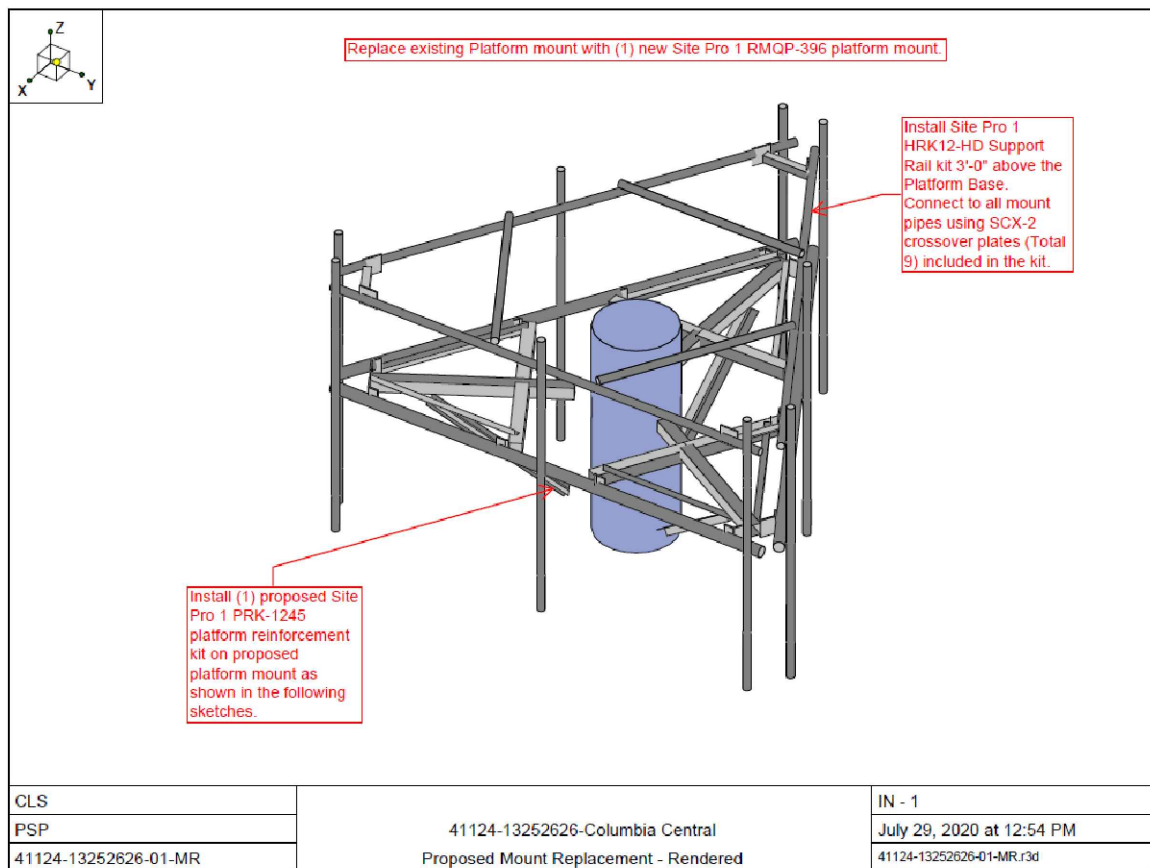 Z
X
Y
Replace existing Platform mount with (1) new Site Pro 1 RMQP-396 platform mount.
Install Site Pro 1
HRK12-HD Support
Rail kit 3'-0" above the
Platform Base.
Connect to all mount
pipes using SCX-2
crossover plates (Total
9) included in the kit.
Install (1) proposed Site
Pro 1 PRK-1245
platform reinforcement
kit on proposed
platform mount as
shown in the following
sketches.
CLS
PSP
41124-13252626-01-MR
41124-13252626-Columbia Central
Proposed Mount Replacement - Rendered
IN - 1
July 29, 2020 at 12:54 PM
41124-13252626-01-MR.r3d